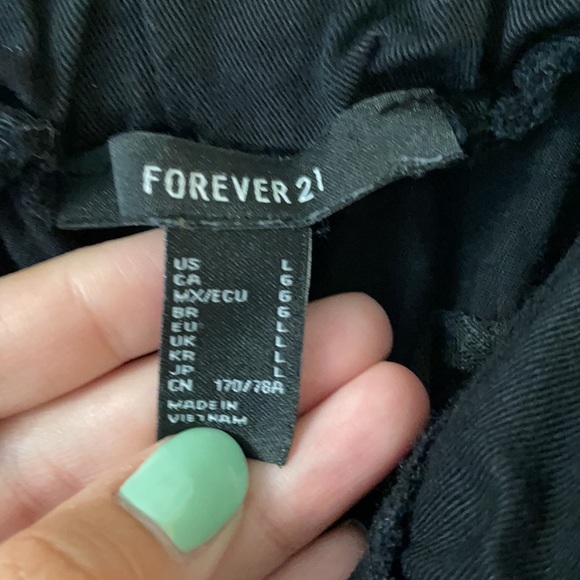 FOREVER 21
US L
CA G
MX/ECU G
BR G
EU L
UK L
KR L
JP L
CN 170/78A
MADE IN
VIETNAM